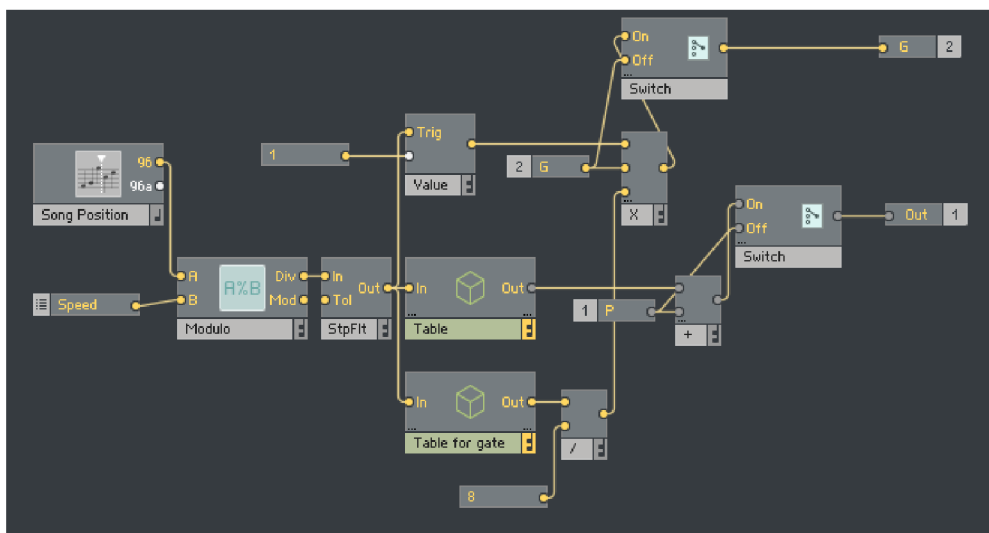 On
Off
...
Switch
G 2
Trig
Value
1
2 G
...
X
96
96a
Song Position
On
Off
...
Switch
Out 1
A
B
A%B
Div
Mod
Modulo
In
Tol
Out
StpFlt
In
Out
... ...
Table
1 P
...
+
Speed
In
Out
... ...
Table for gate
/
8